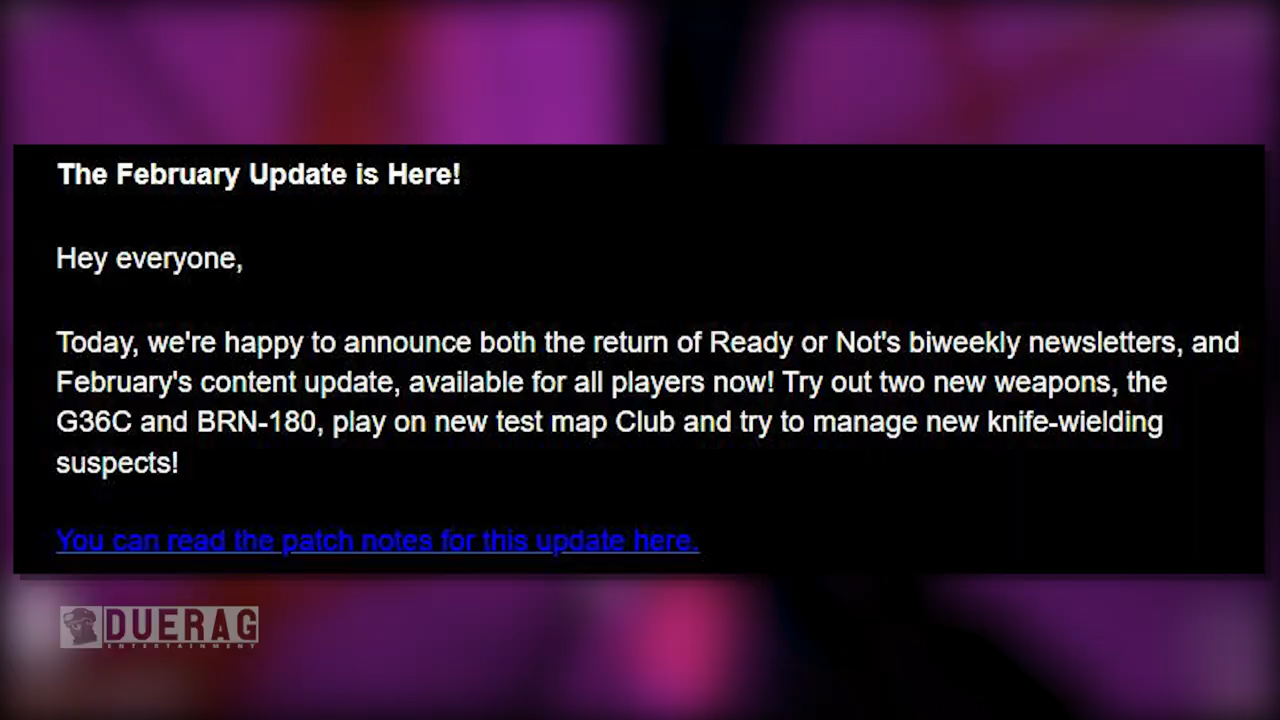 The February Update is Here!
Hey everyone,
Today, we're happy to announce both the return of Ready or Not's biweekly newsletters, and
February's content update, available for all players now! Try out two new weapons, the
G36C and BRN-180, play on new test map Club and try to manage new knife-wielding
suspects!
You can read the patch notes for this update here.
DUERAG
ENTERTAINMENT